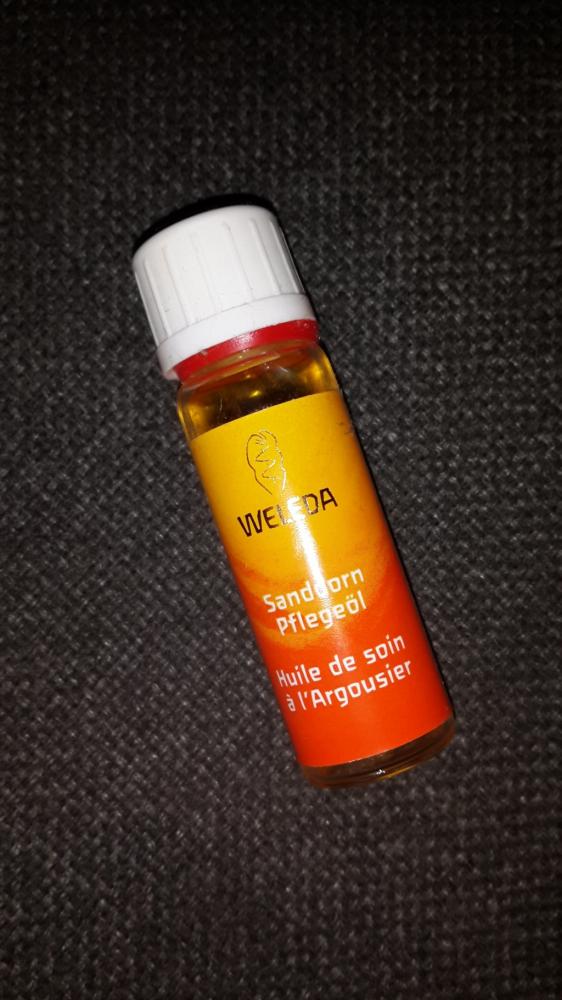 WELEDA
Sanddorn
Pflegeöl
Huile de soin
à l'Argousier